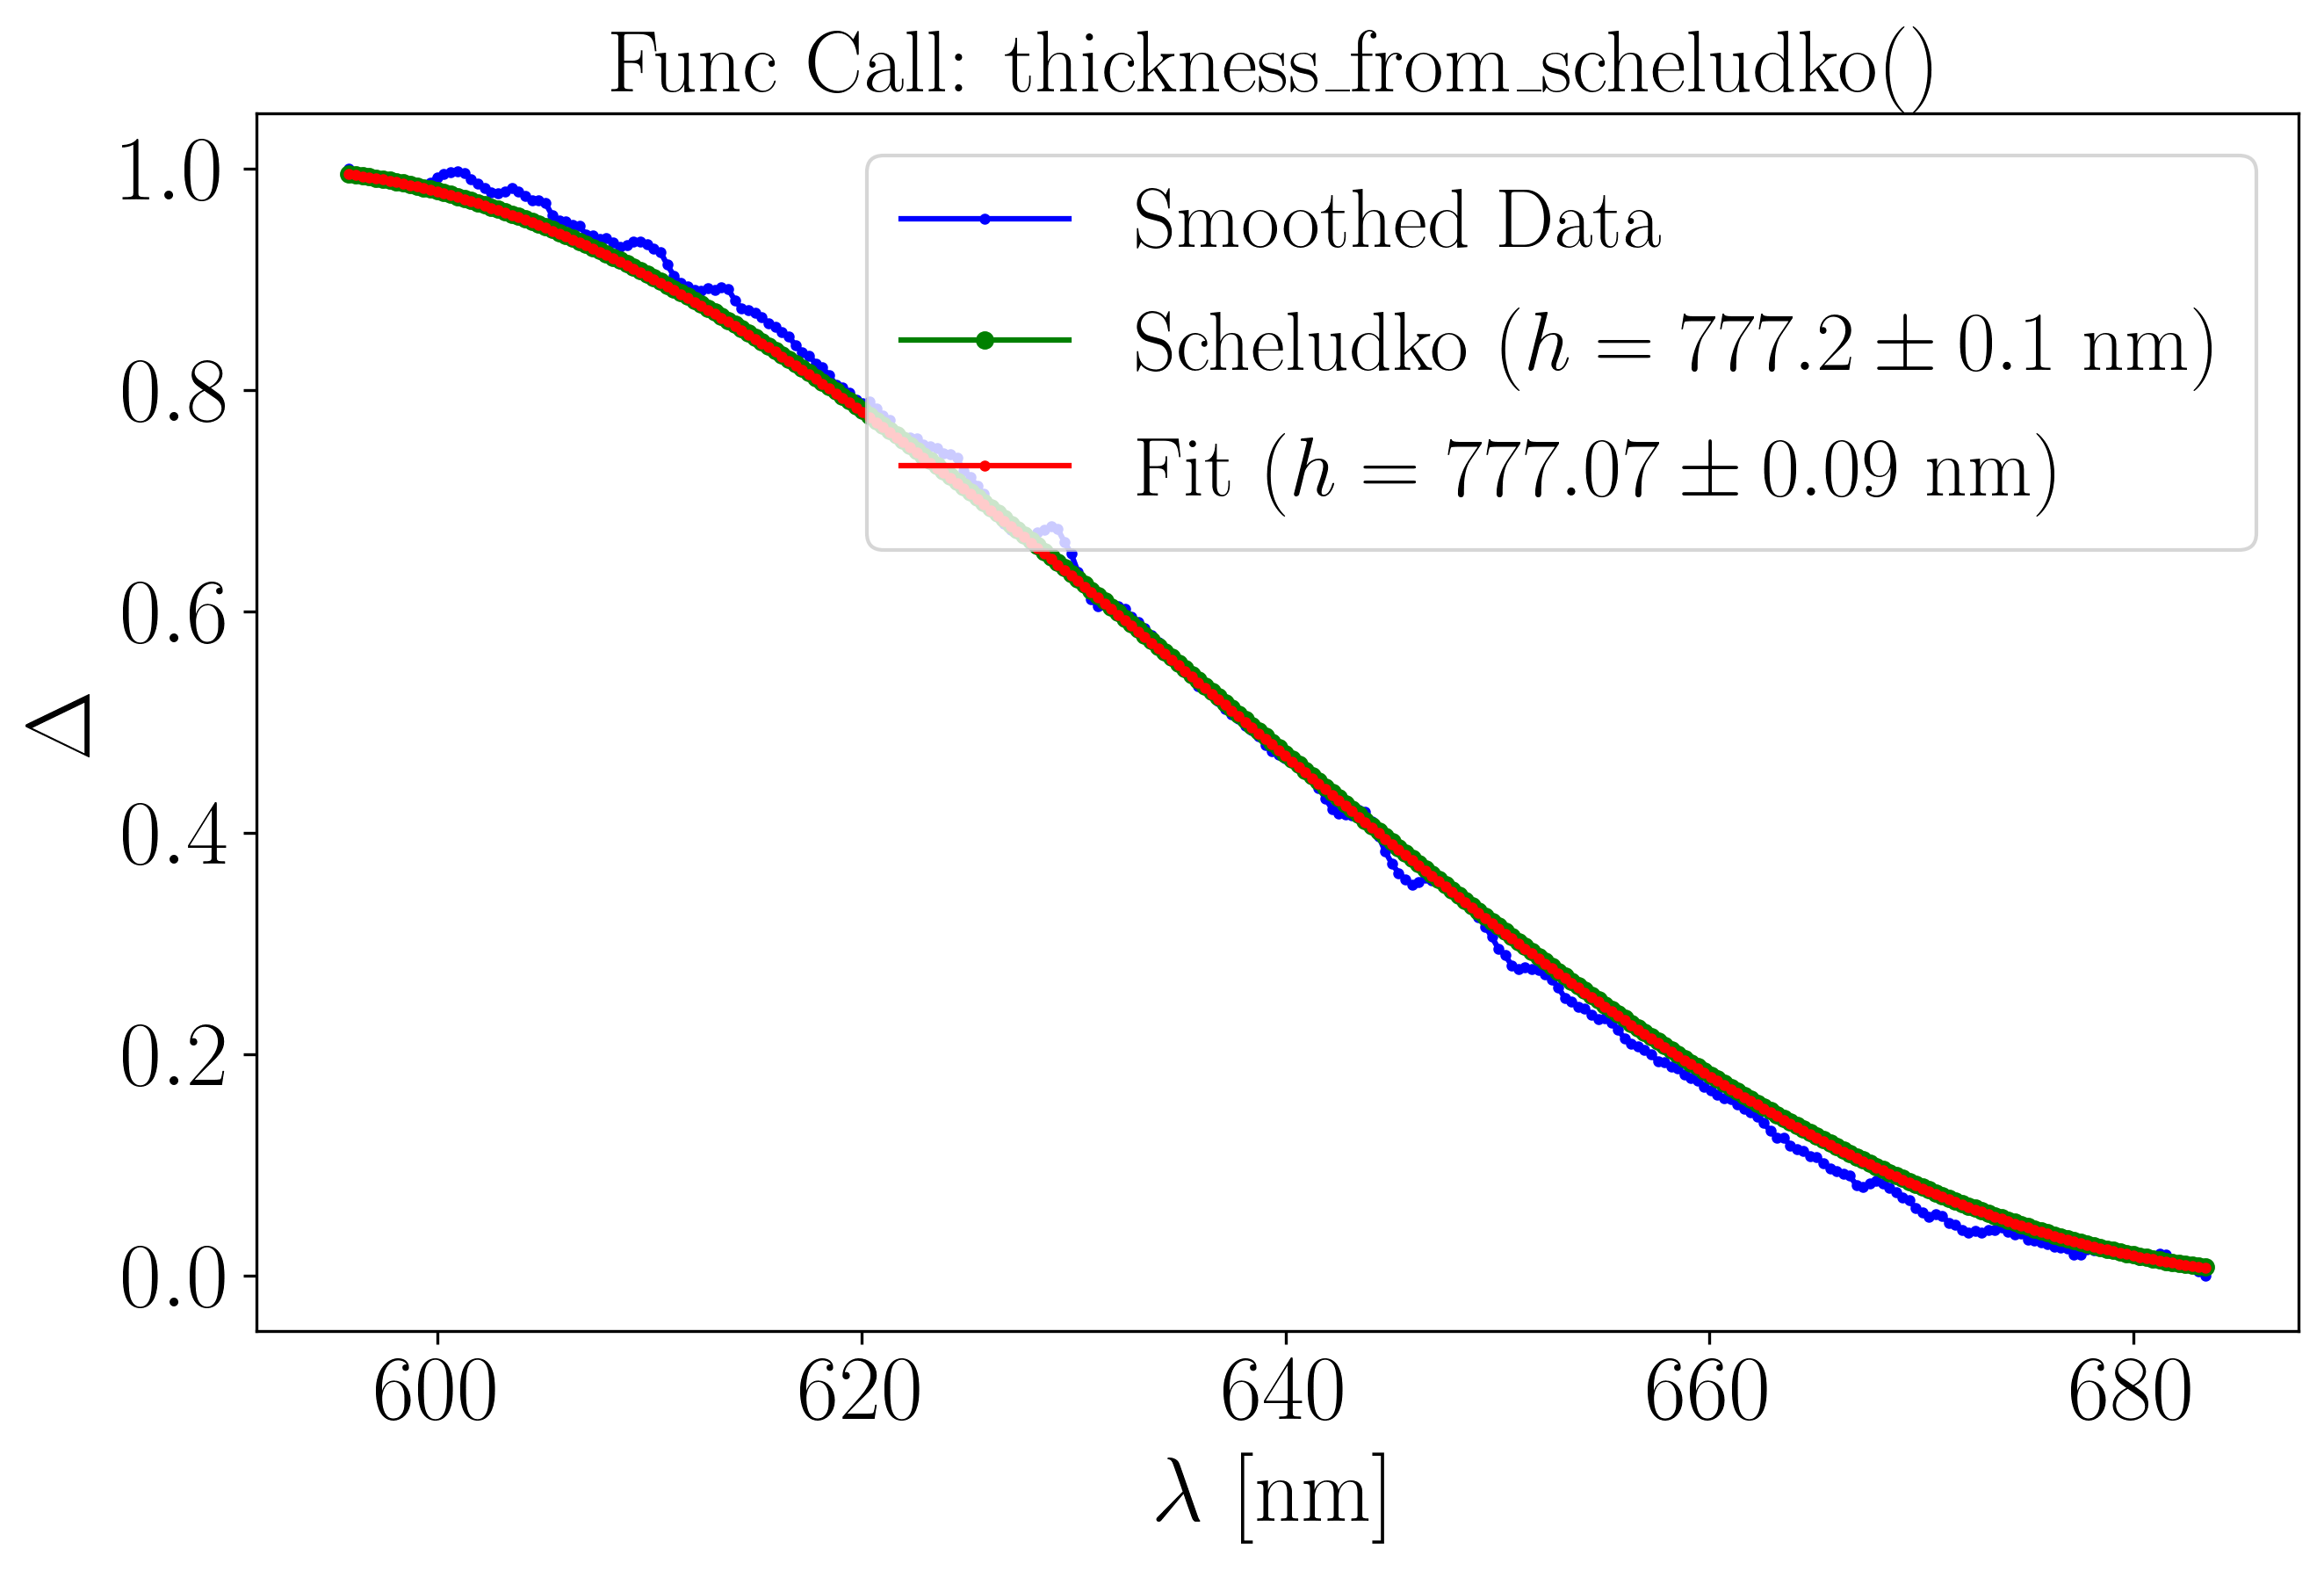 Func Call: thickness_from_scheludko()
Smoothed Data
Scheludko (h = 777.2 ± 0.1 nm)
Fit (h = 777.07 ± 0.09 nm)
1.0
0.8
0.6
0.4
0.2
0.0
Δ
600 620 640 660 680
λ [nm]